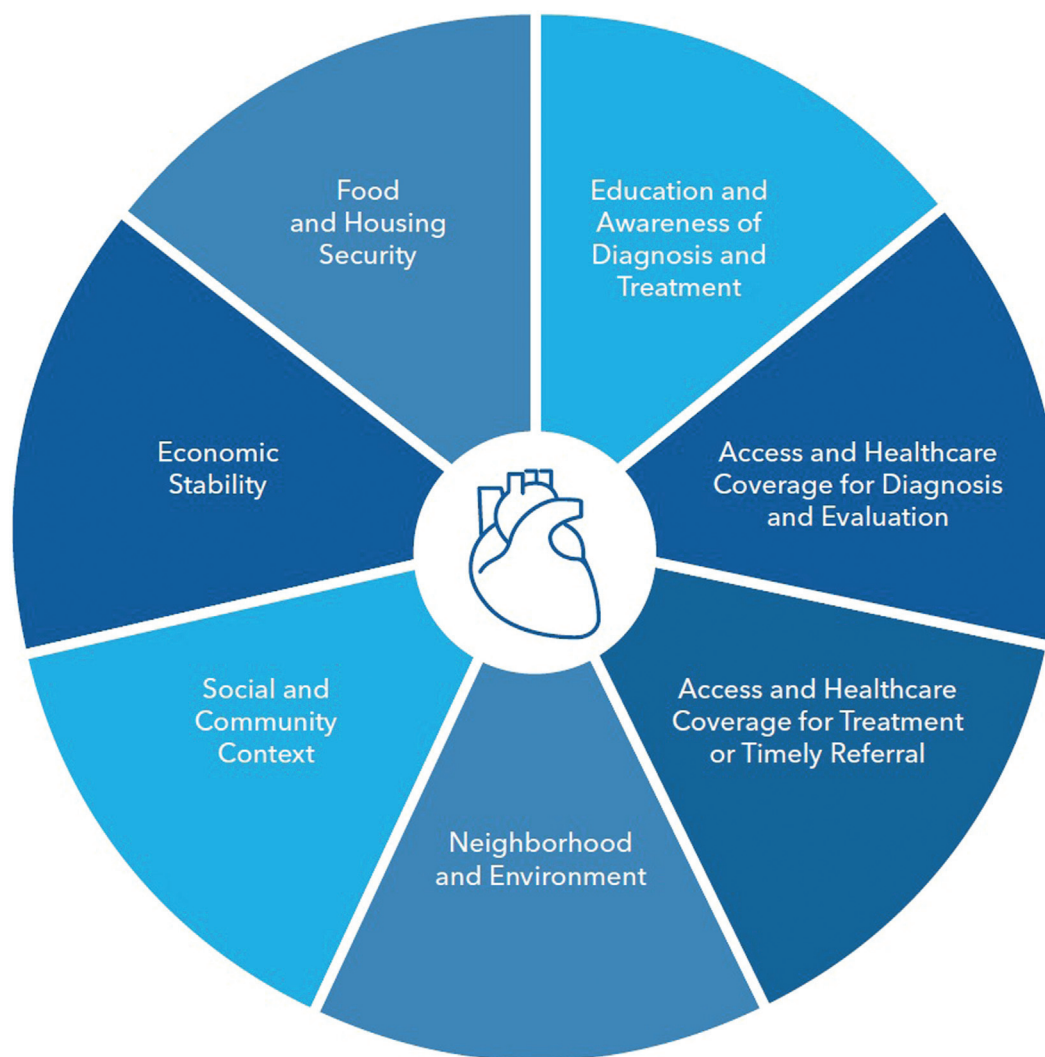 Food
and Housing
Security
Education and
Awareness of
Diagnosis and
Treatment
Economic
Stability
Access and Healthcare
Coverage for Diagnosis
and Evaluation
Social and
Community
Context
Access and Healthcare
Coverage for Treatment
or Timely Referral
Neighborhood
and Environment